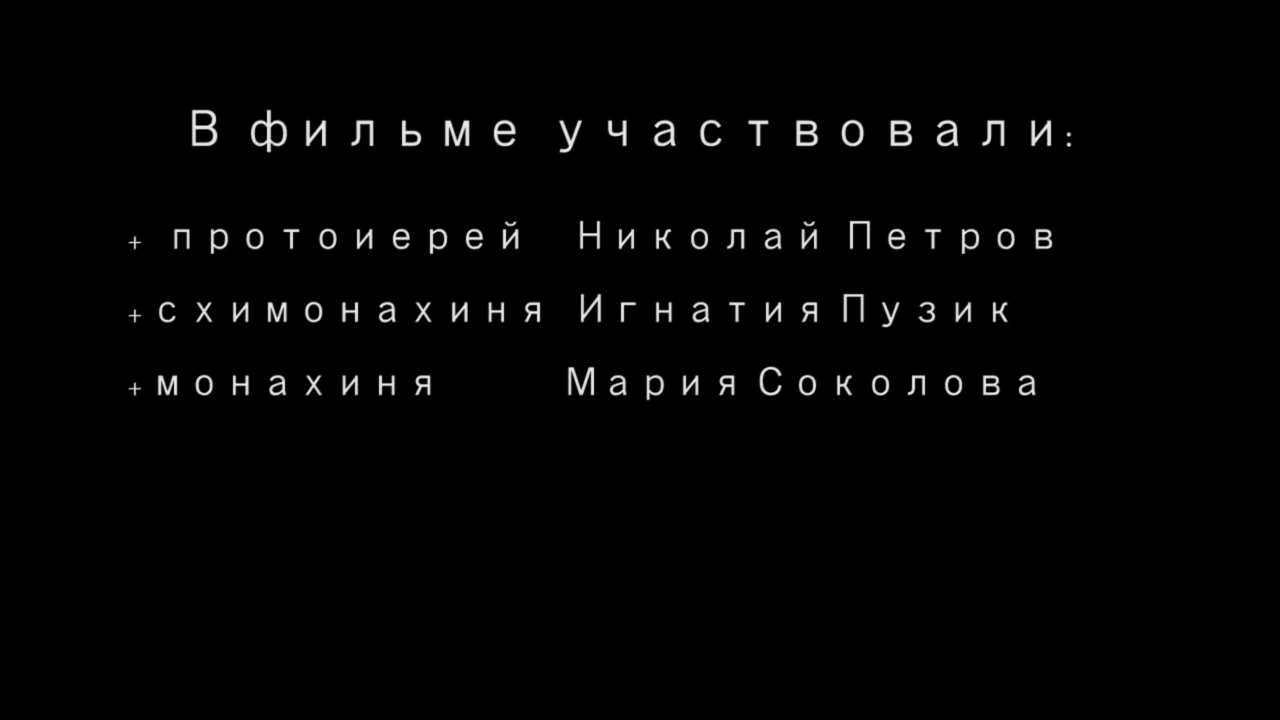 В фильме участвовали:
+ протоиерей Николай Петров
+ схимонахиня Игнатия Пузик
+ монахиня Мария Соколова